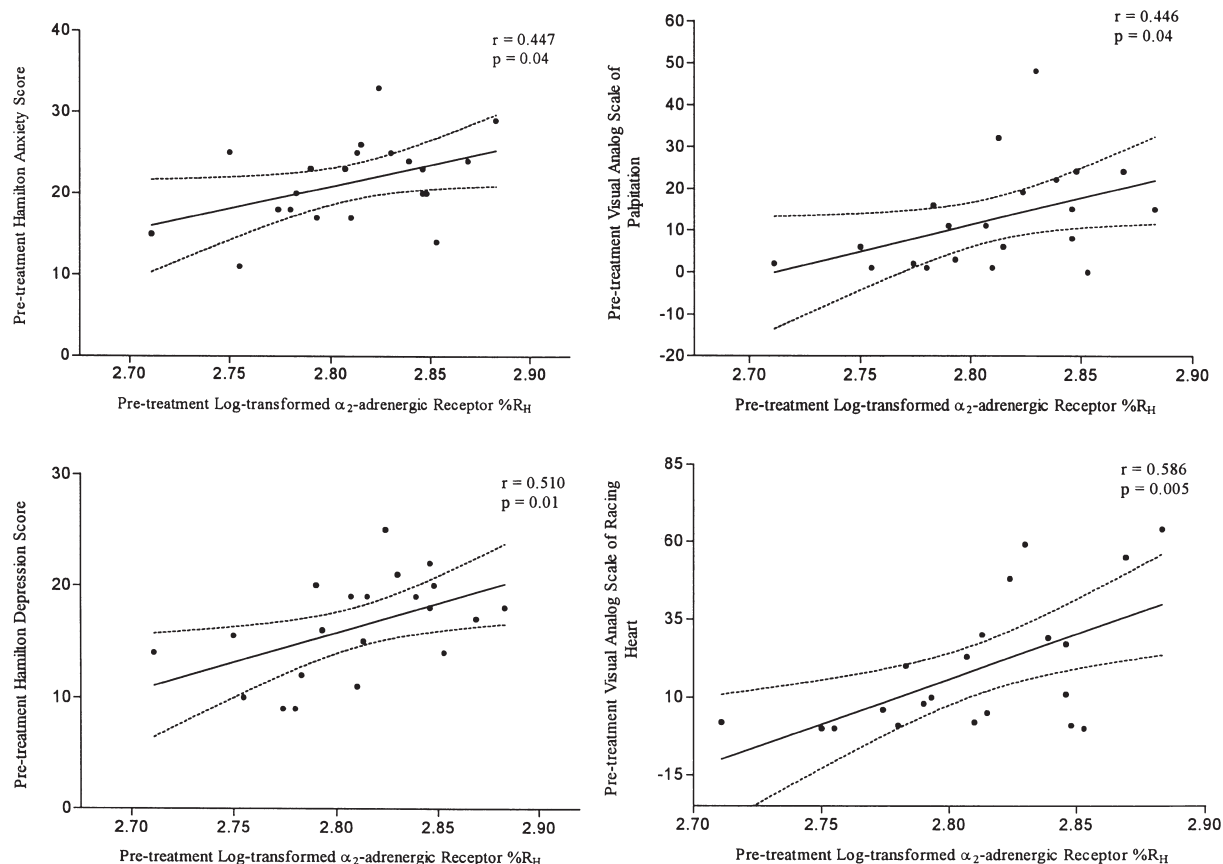 40
30
20
10
0
Pre-treatment Hamilton Anxiety Score
r = 0.447
p = 0.04
2.70 2.75 2.80 2.85 2.90
Pre-treatment Log-transformed α₂-adrenergic Receptor %R_H
60
50
40
30
20
10
0
-10
-20
Pre-treatment Visual Analog Scale of
Palpitation
r = 0.446
p = 0.04
2.70 2.75 2.80 2.85 2.90
Pre-treatment Log-transformed α₂-adrenergic Receptor %R_H
30
20
10
0
Pre-treatment Hamilton Depression Score
r = 0.510
p = 0.01
2.70 2.75 2.80 2.85 2.90
Pre-treatment Log-transformed α₂-adrenergic Receptor %R_H
85
60
35
10
-15
Pre-treatment Visual Analog Scale of Racing
Heart
r = 0.586
p = 0.005
2.70 2.75 2.80 2.85 2.90
Pre-treatment Log-transformed α₂-adrenergic Receptor %R_H